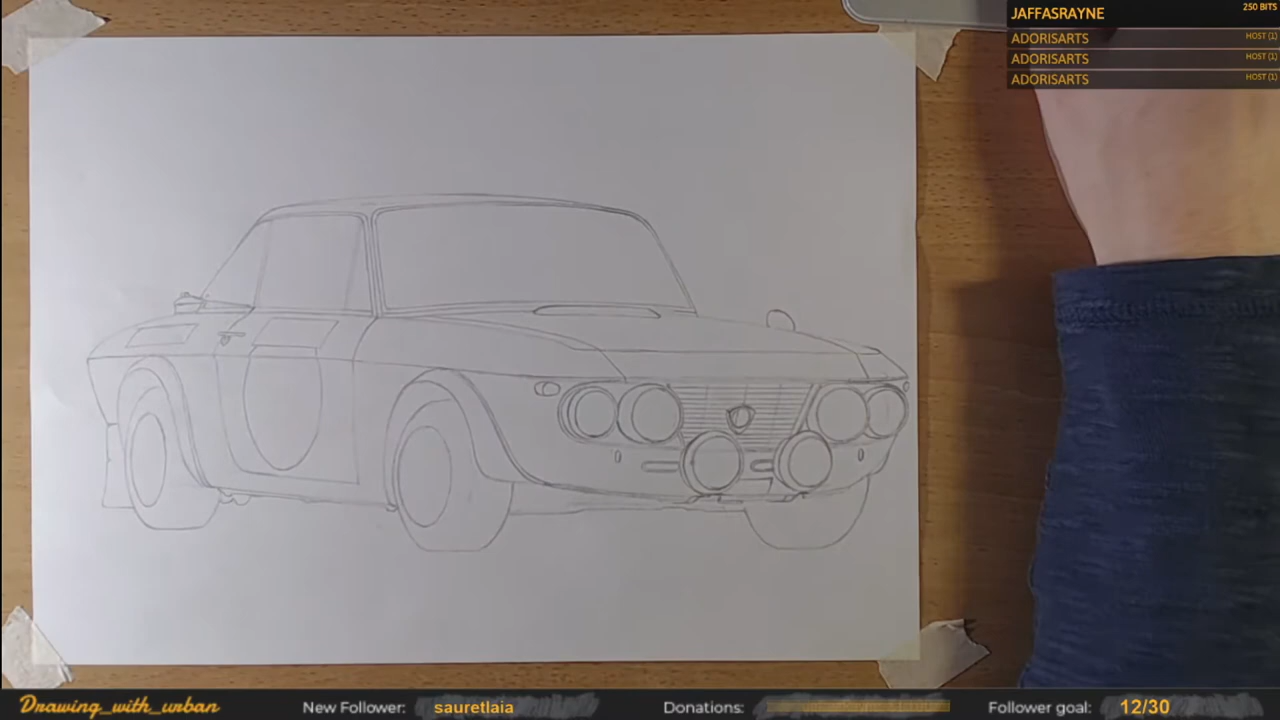 JAFFASRAYNE 250 BITS
ADORISARTS HOST (1)
ADORISARTS HOST (1)
ADORISARTS HOST (1)
Drawing_with_urban New Follower: sauretlaia Donations: Follower goal: 12/30